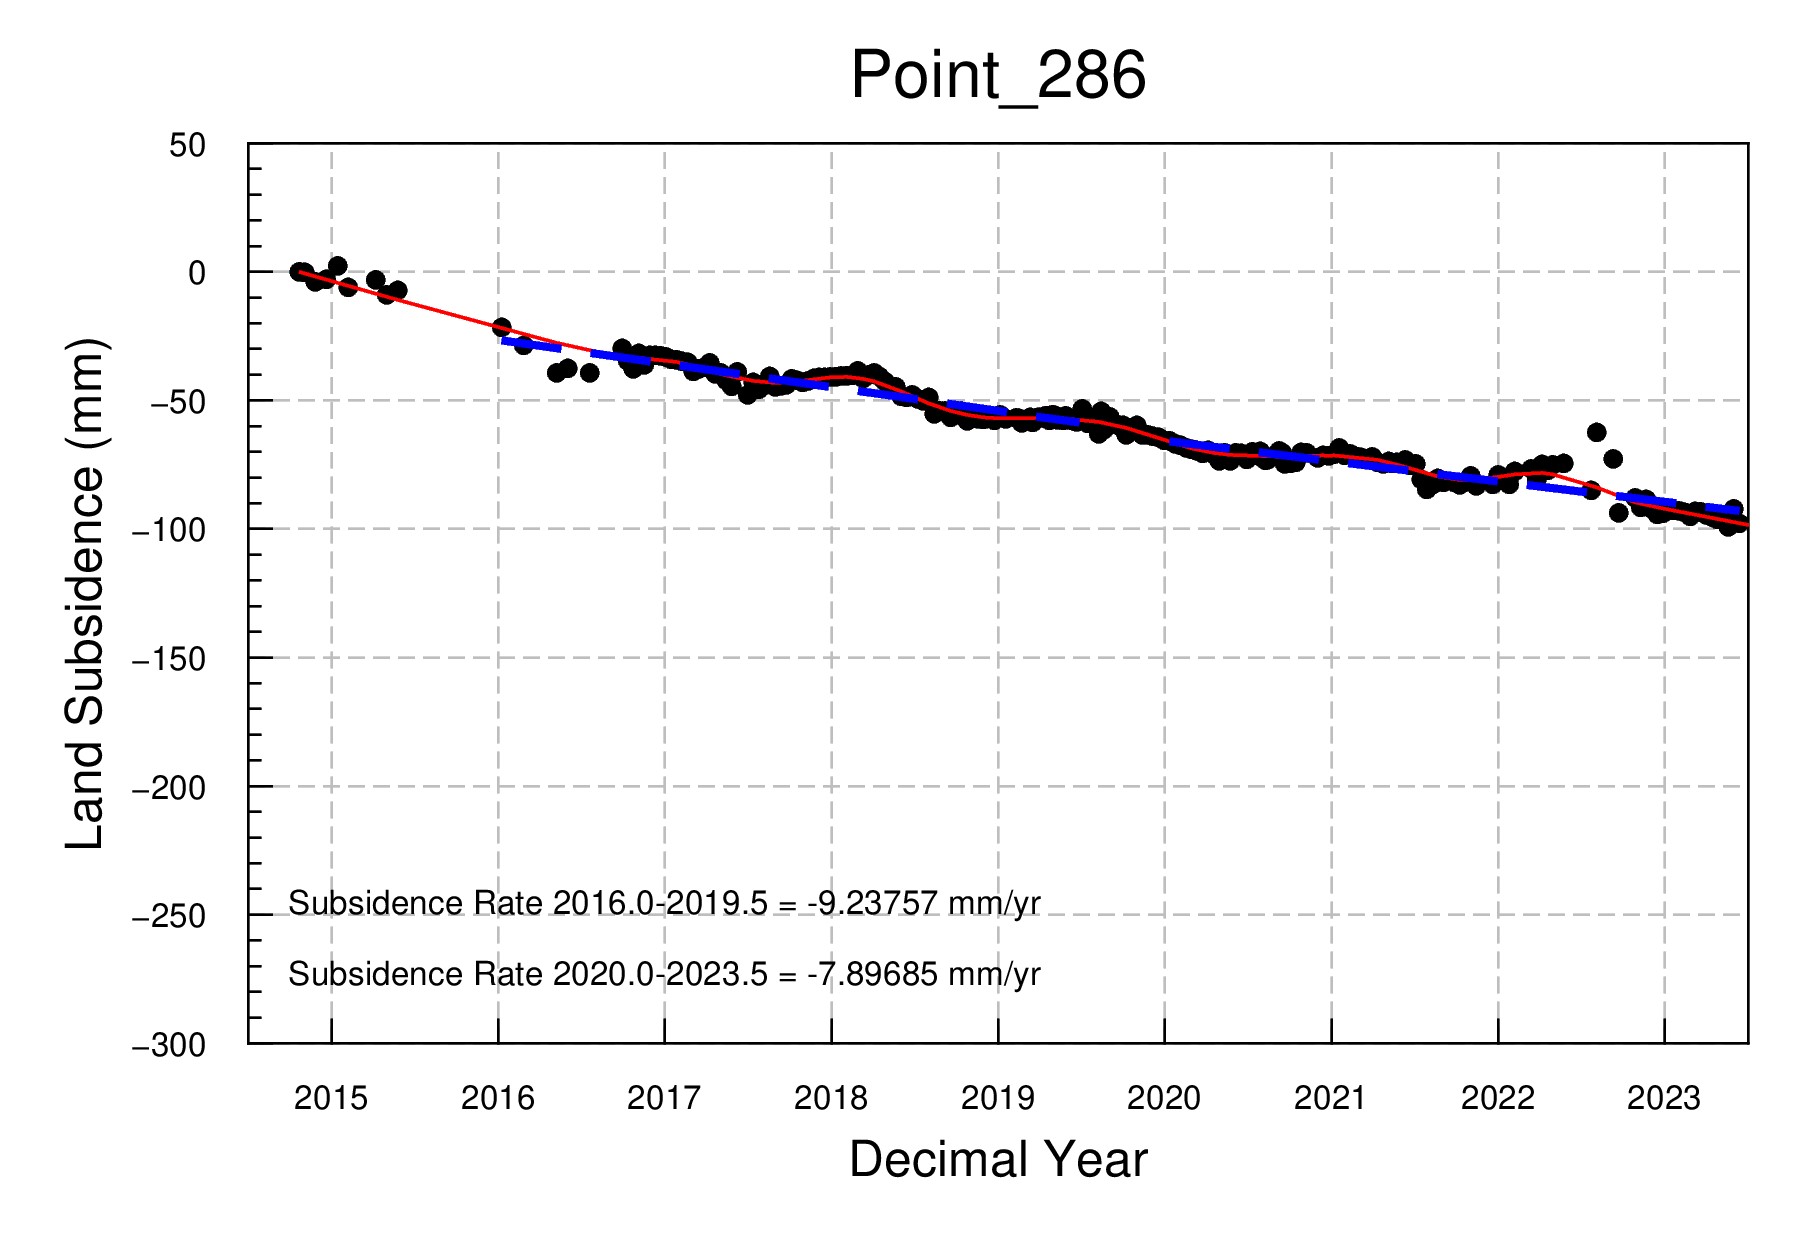 Point_286
50
0
−50
−100
−150
−200
−250
−300
Land Subsidence (mm)
Subsidence Rate 2016.0-2019.5 = -9.23757 mm/yr
Subsidence Rate 2020.0-2023.5 = -7.89685 mm/yr
2015 2016 2017 2018 2019 2020 2021 2022 2023
Decimal Year